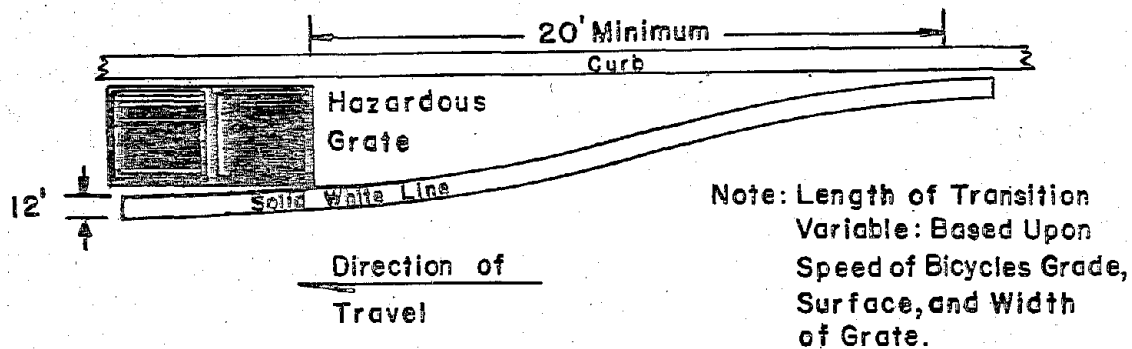 20' Minimum
Curb
Hazardous
Grate
12'
Solid White Line
Note: Length of Transition
Variable: Based Upon
Speed of Bicycles Grade,
Surface, and Width
of Grate.
Direction of
Travel